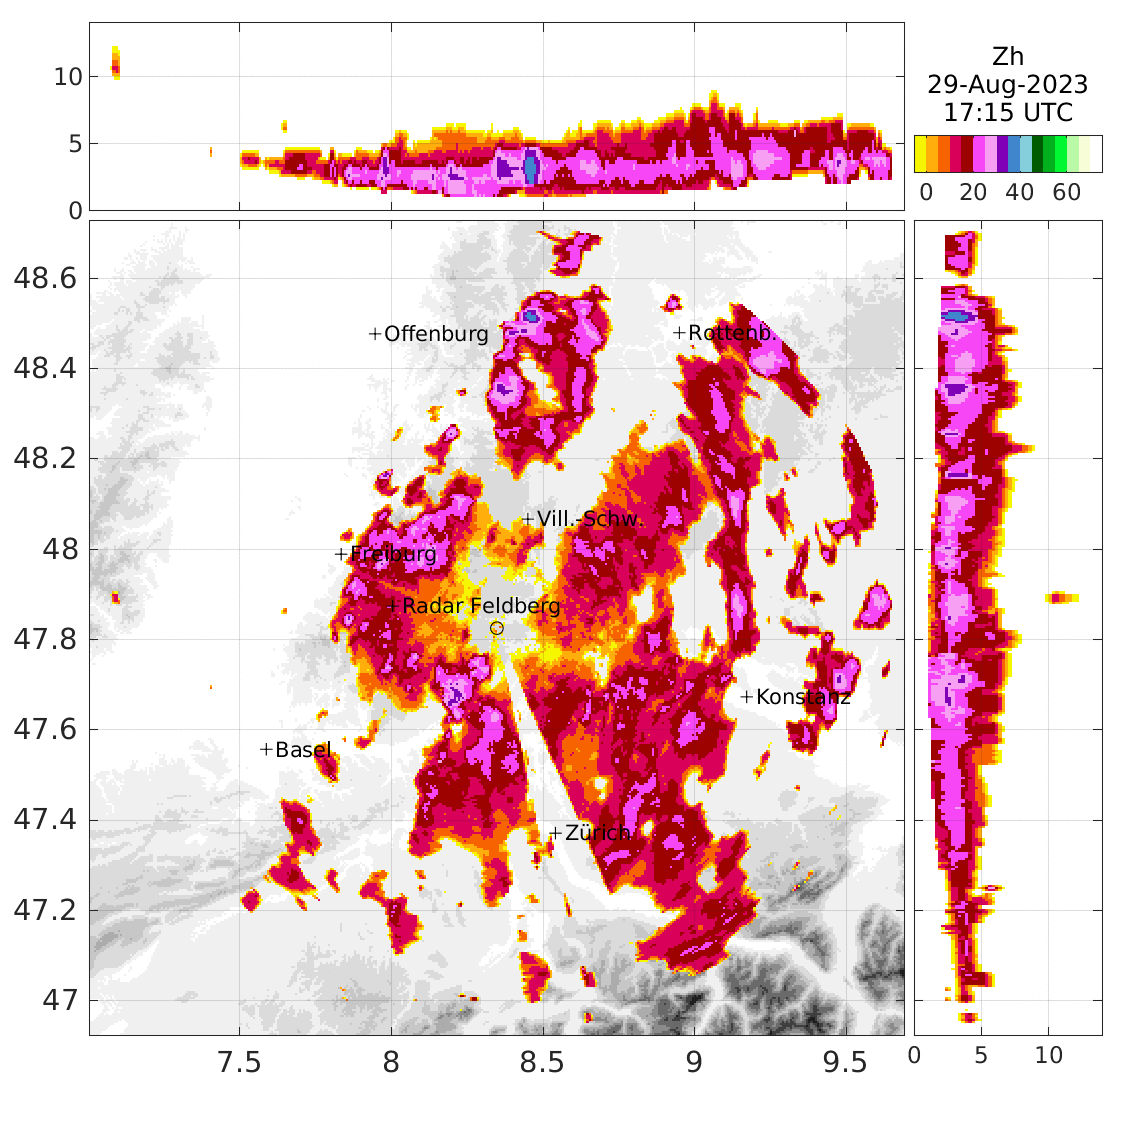 10
5
0
Zh
29-Aug-2023
17:15 UTC
0 20 40 60
48.6
48.4
48.2
48
47.8
47.6
47.4
47.2
47
+Offenburg
+Rottenb.
+Vill.-Schw.
+Freiburg
+Radar Feldberg
+Konstanz
+Basel
+Zürich
7.5 8 8.5 9 9.5
0 5 10